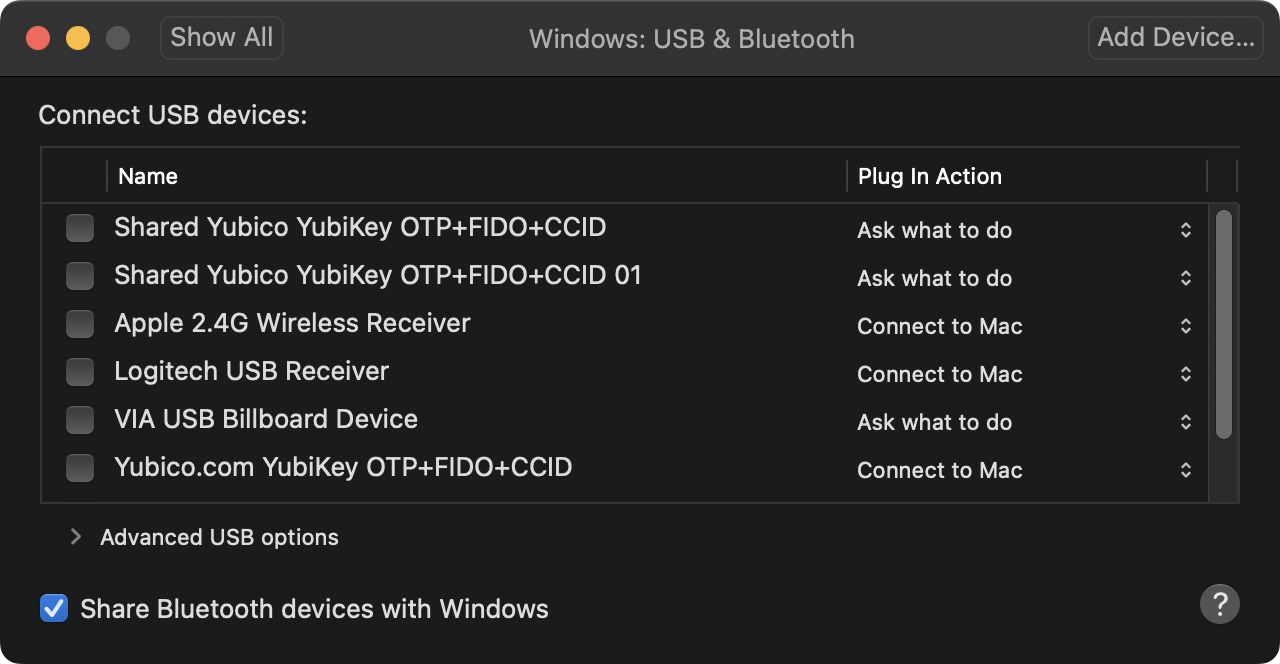 Show All Windows: USB & Bluetooth Add Device...
Connect USB devices:
Name Plug In Action
Shared Yubico YubiKey OTP+FIDO+CCID Ask what to do
Shared Yubico YubiKey OTP+FIDO+CCID 01 Ask what to do
Apple 2.4G Wireless Receiver Connect to Mac
Logitech USB Receiver Connect to Mac
VIA USB Billboard Device Ask what to do
Yubico.com YubiKey OTP+FIDO+CCID Connect to Mac
Advanced USB options
Share Bluetooth devices with Windows ?